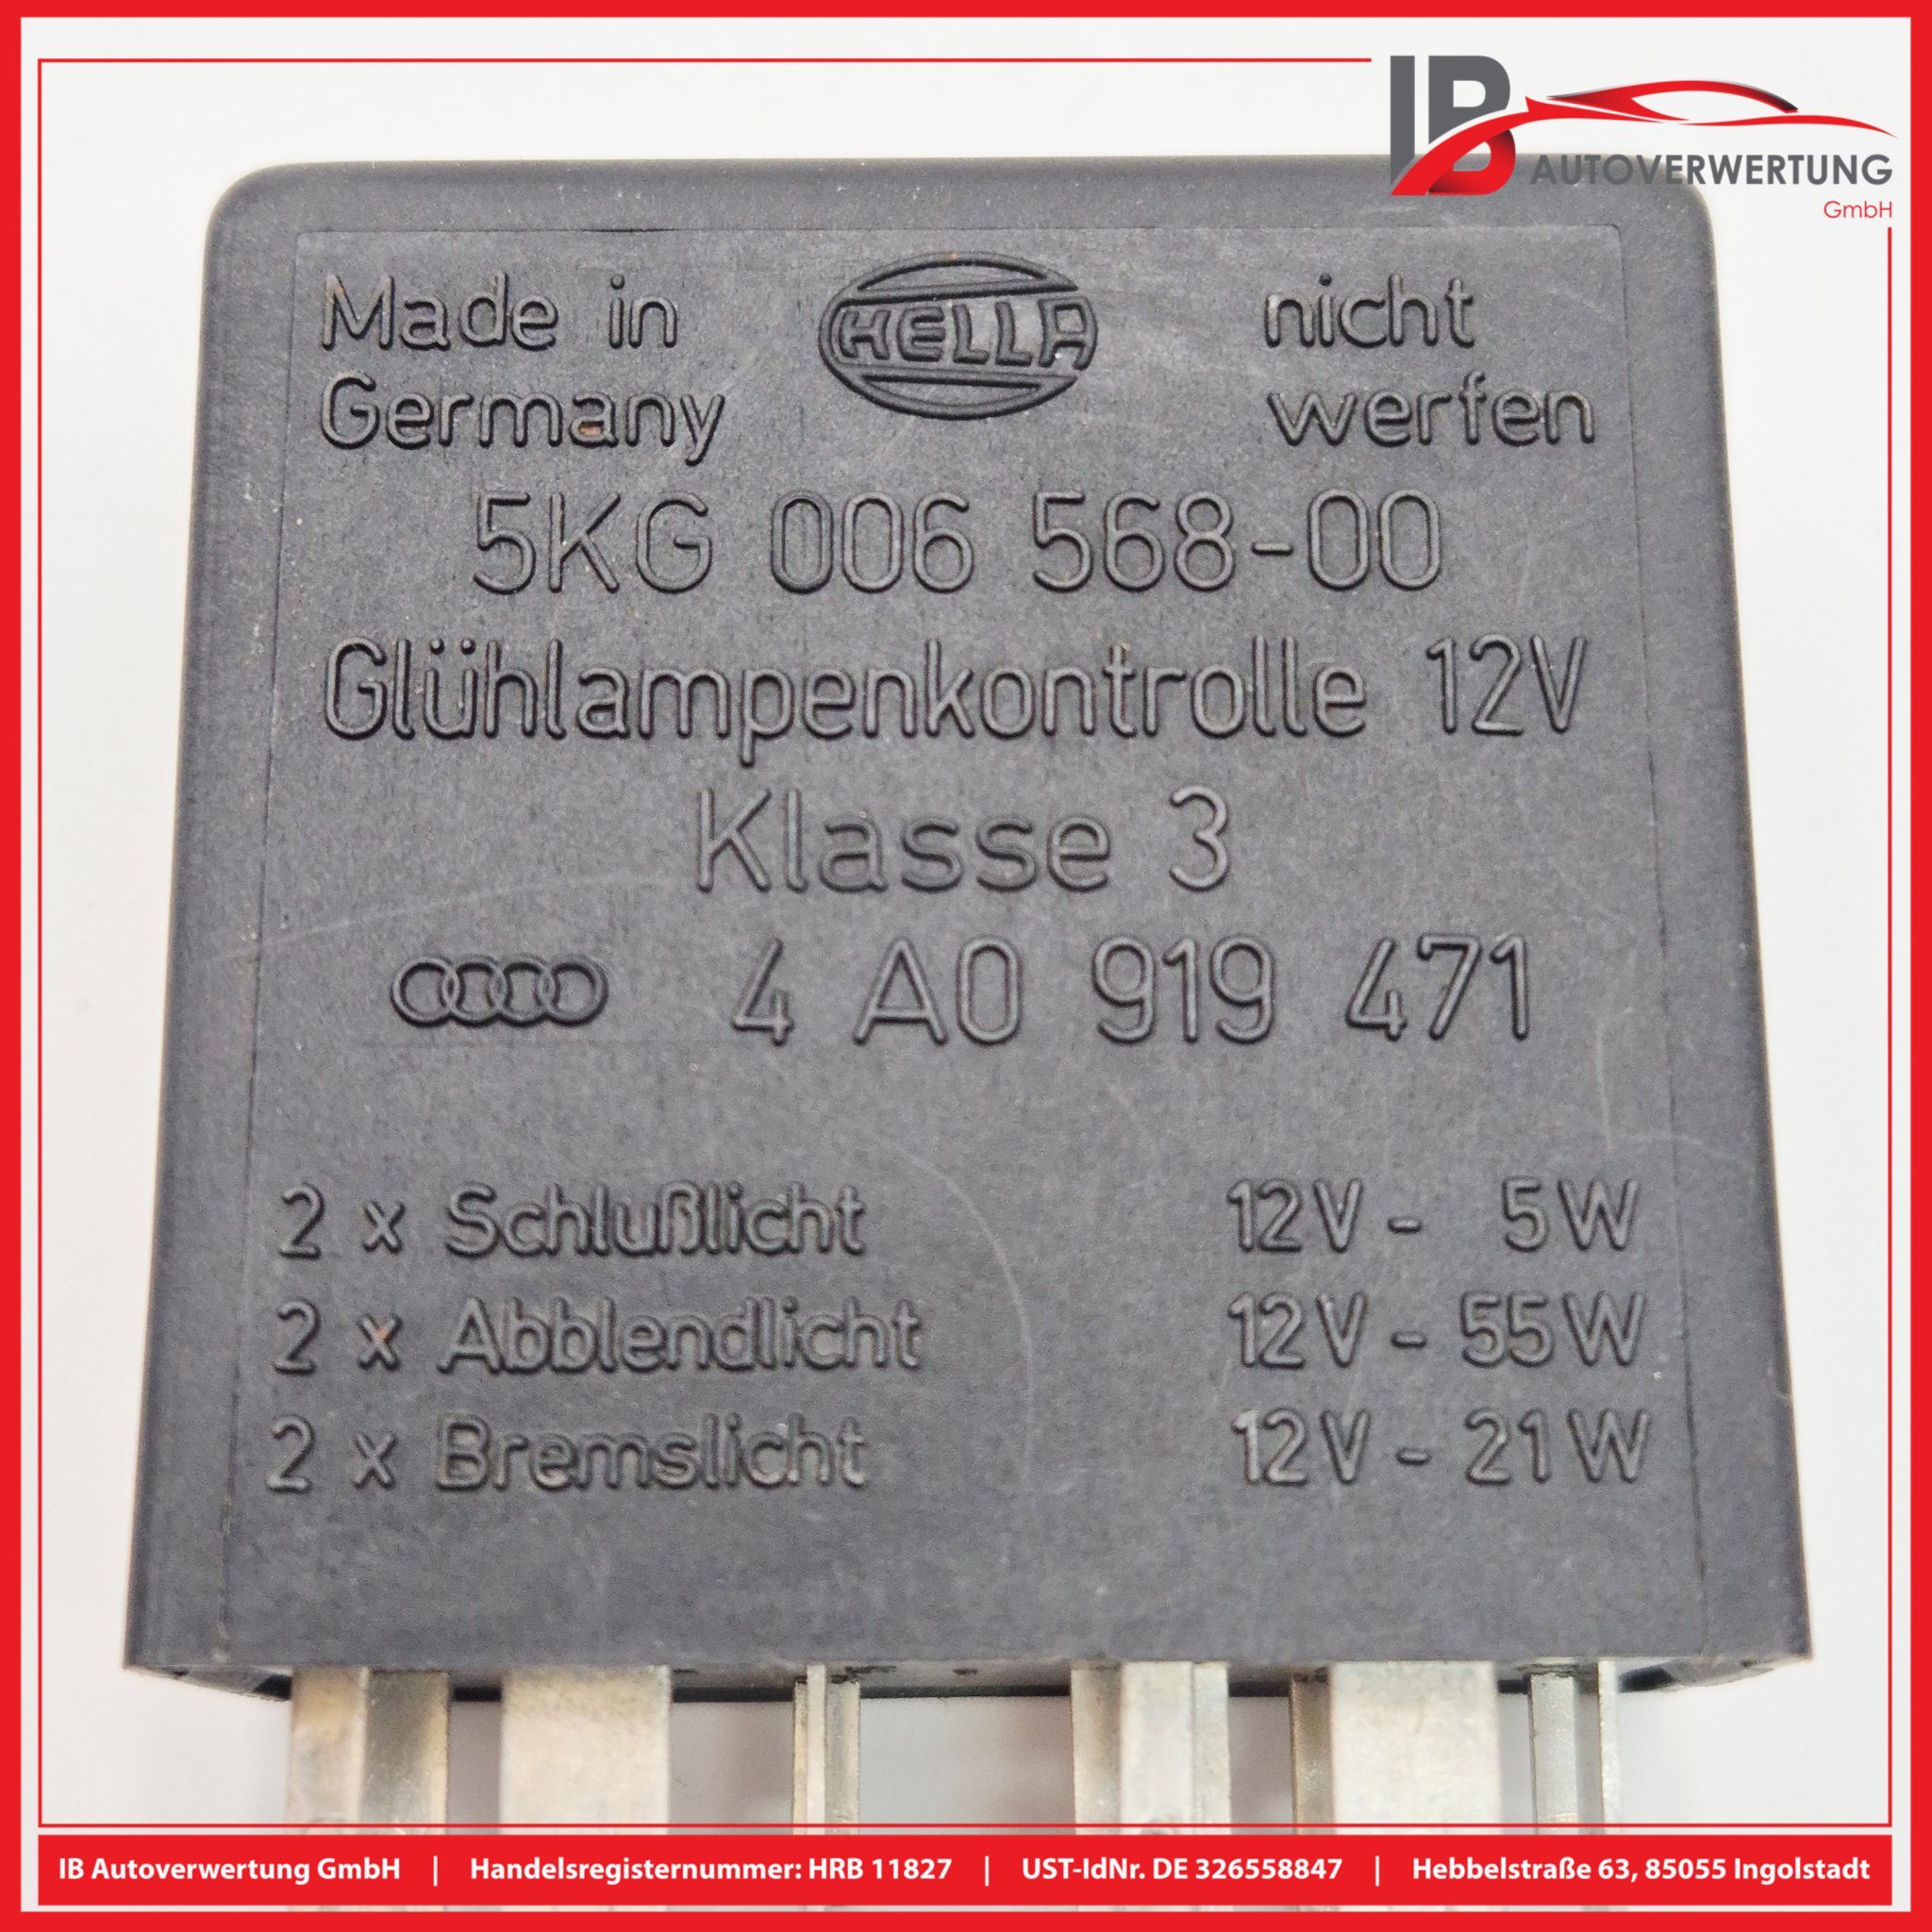 IB
AUTOVERWERTUNG
GmbH
Made in
Germany
HELLA
nicht
werfen
5KG 006 568-00
Glühlampenkontrolle 12V
Klasse 3
4 A0 919 471
2 x Schlußlicht 12V - 5W
2 x Abblendlicht 12V - 55W
2 x Bremslicht 12V - 21W
IB Autoverwertung GmbH | Handelsregisternummer: HRB 11827 | UST-IdNr. DE 326558847 | Hebbelstraße 63, 85055 Ingolstadt